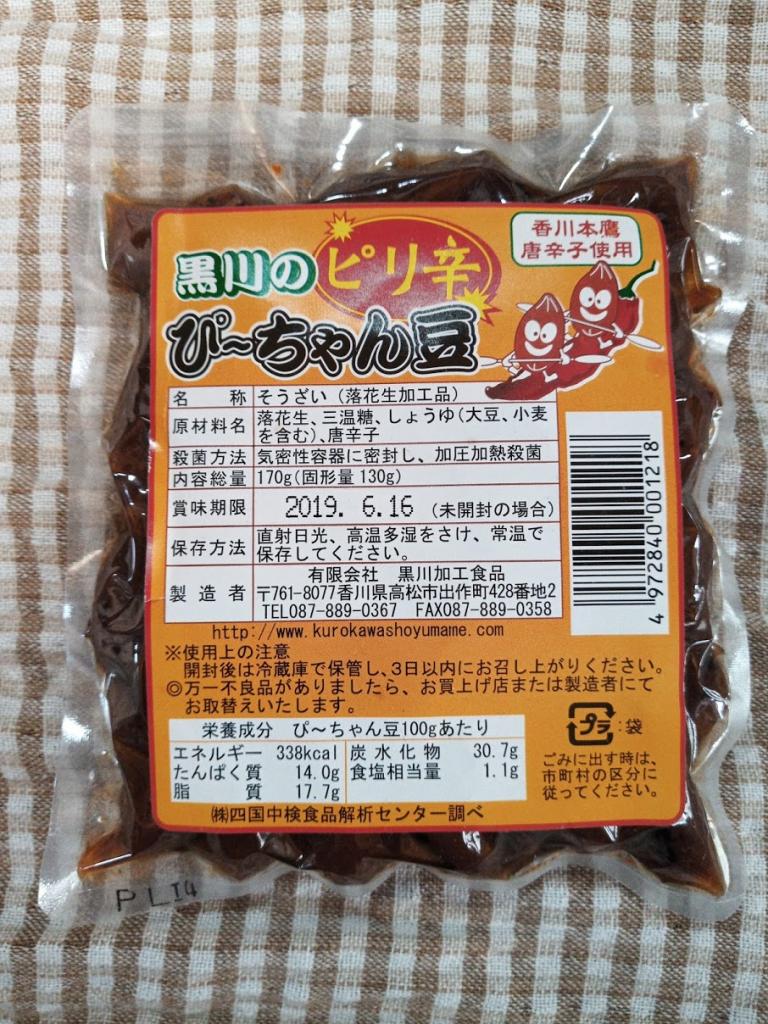 香川本鷹
唐辛子使用
黒川のピリ辛
ぴ～ちゃん豆
名称 そうざい（落花生加工品）
原材料名 落花生、三温糖、しょうゆ（大豆、小麦
を含む）、唐辛子
殺菌方法 気密性容器に密封し、加圧加熱殺菌
内容総量 170g（固形量 130g）
賞味期限 2019. 6.16 （未開封の場合）
保存方法 直射日光、高温多湿をさけ、常温で
保存してください。
製造者 有限会社 黒川加工食品
〒761-8077香川県高松市出作町428番地2
TEL087-889-0367 FAX087-889-0358
4 972840 001218
http://www.kurokawashoyumame.com
※使用上の注意
開封後は冷蔵庫で保管し、3日以内にお召し上がりください。
◎万一不良品がありましたら、お買上げ店または製造者にて
お取替えいたします。
栄養成分 ぴ～ちゃん豆100gあたり
エネルギー 338kcal 炭水化物 30.7g
たんぱく質 14.0g 食塩相当量 1.1g
脂質 17.7g
㈱四国中検食品解析センター調べ
プラ:袋
ごみに出す時は、
市町村の区分に
従ってください。
PLI4